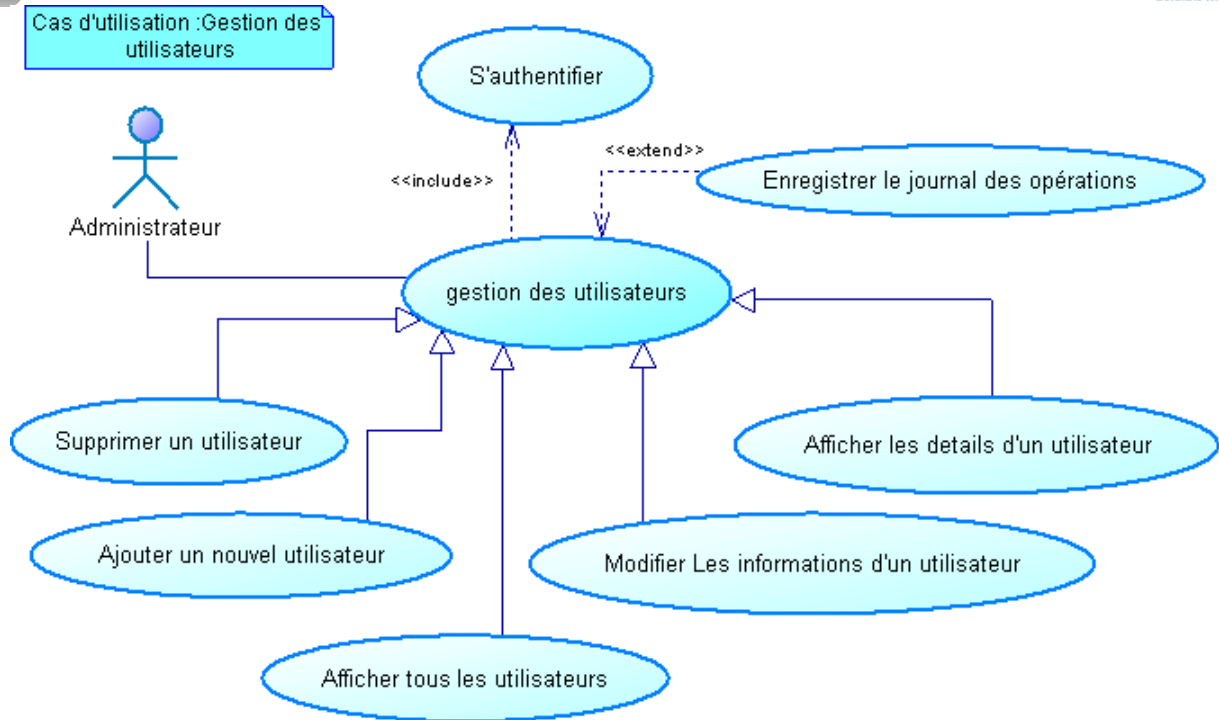 Cas d'utilisation :Gestion des
utilisateurs
S'authentifier
<<extend>>
<<include>>
Enregistrer le journal des opérations
Administrateur
gestion des utilisateurs
Supprimer un utilisateur
Afficher les details d'un utilisateur
Ajouter un nouvel utilisateur
Modifier Les informations d'un utilisateur
Afficher tous les utilisateurs